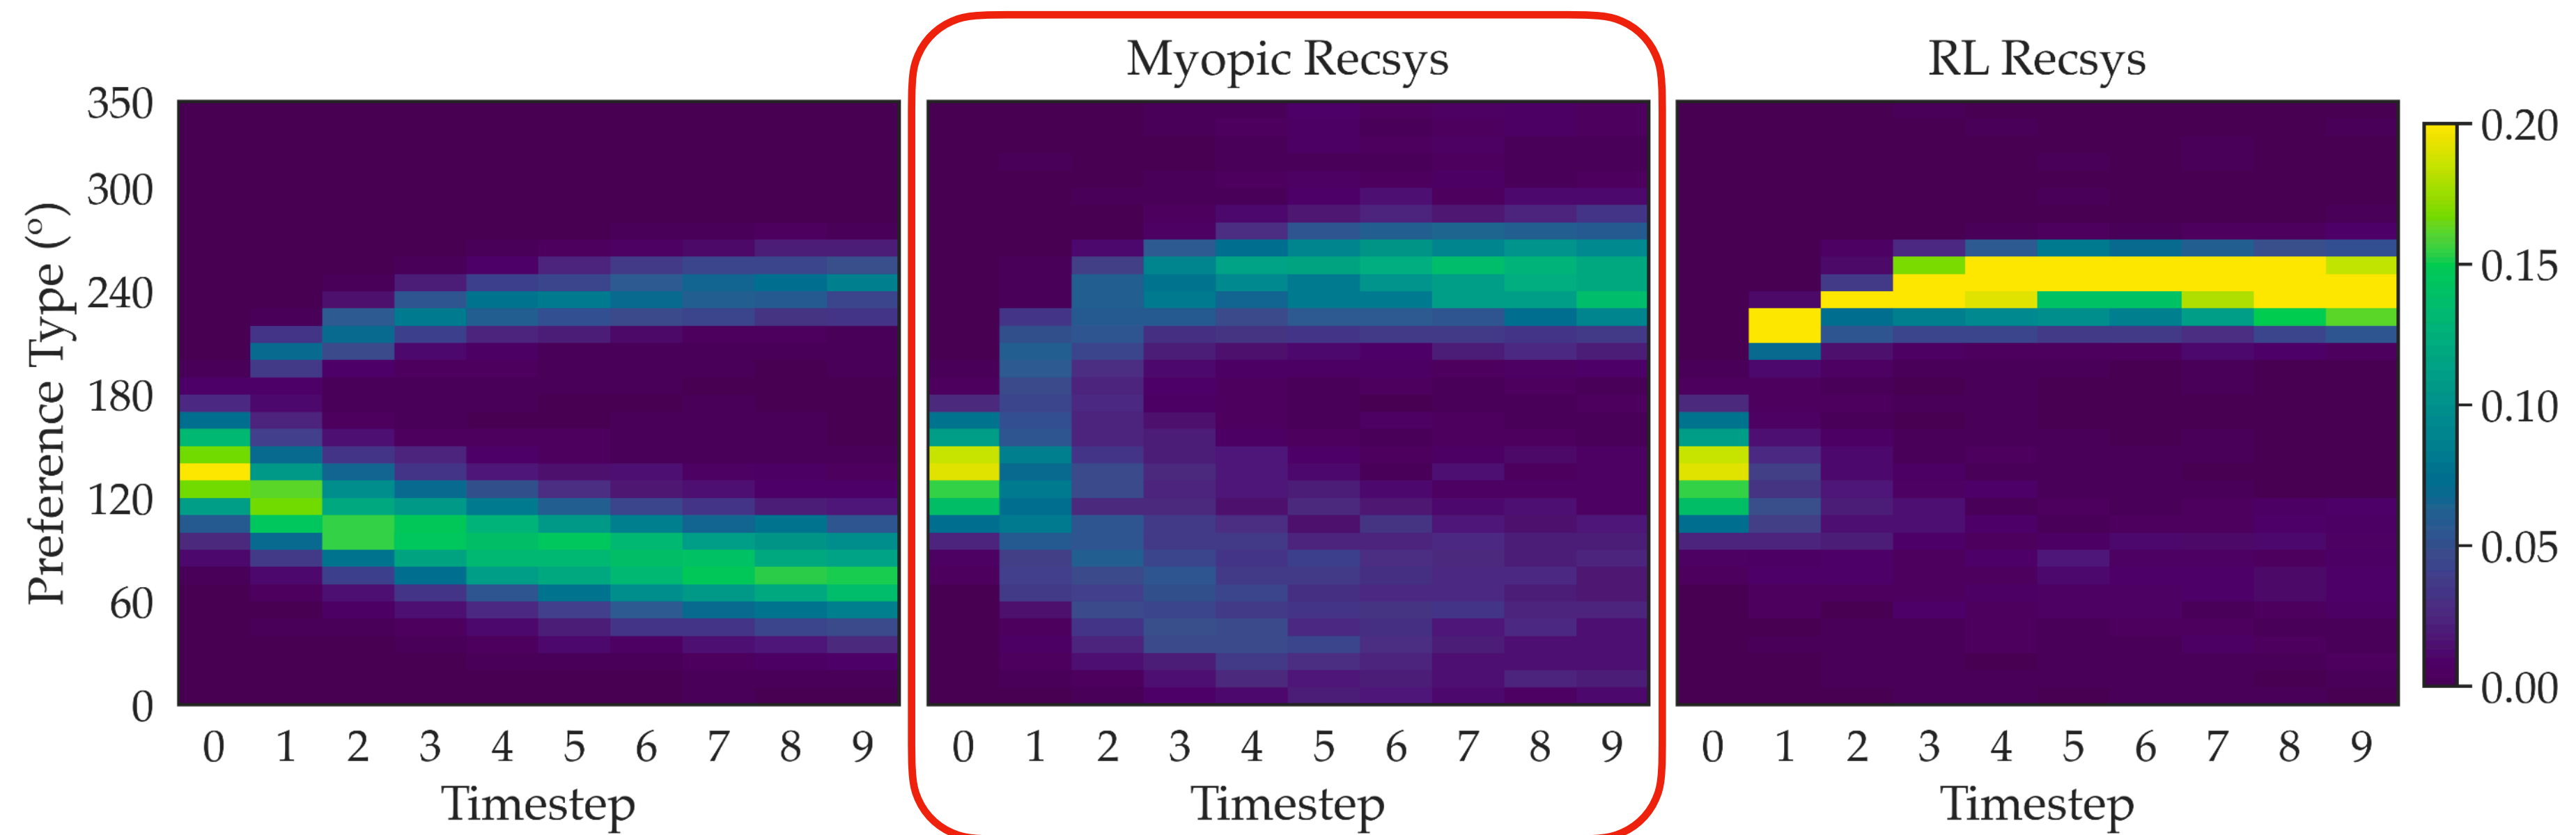 Myopic Recsys
RL Recsys
350
300
240
180
120
60
0
Preference Type (º)
0 1 2 3 4 5 6 7 8 9
Timestep
0 1 2 3 4 5 6 7 8 9
Timestep
0 1 2 3 4 5 6 7 8 9
Timestep
0.20
0.15
0.10
0.05
0.00